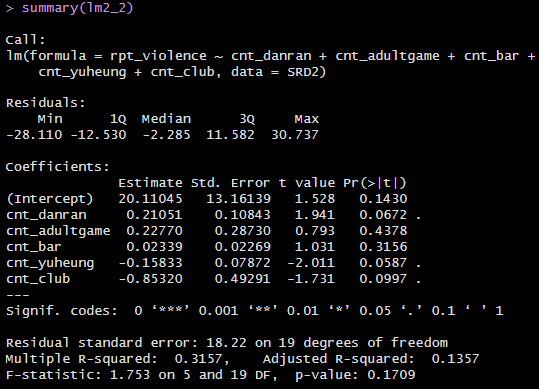 > summary(lm2_2)
Call:
lm(formula = rpt_violence ~ cnt_danran + cnt_adultgame + cnt_bar +
    cnt_yuheung + cnt_club, data = SRD2)
Residuals:
    Min      1Q  Median      3Q     Max
-28.110 -12.530  -2.285  11.582  30.737
Coefficients:
              Estimate Std. Error t value Pr(>|t|)
(Intercept)   20.11045   13.16139   1.528   0.1430
cnt_danran     0.21051    0.10843   1.941   0.0672 .
cnt_adultgame  0.22770    0.28730   0.793   0.4378
cnt_bar        0.02339    0.02269   1.031   0.3156
cnt_yuheung   -0.15833    0.07872  -2.011   0.0587 .
cnt_club      -0.85320    0.49291  -1.731   0.0997 .
---
Signif. codes:  0 ‘***’ 0.001 ‘**’ 0.01 ‘*’ 0.05 ‘.’ 0.1 ‘ ’ 1
Residual standard error: 18.22 on 19 degrees of freedom
Multiple R-squared:  0.3157,    Adjusted R-squared:  0.1357
F-statistic: 1.753 on 5 and 19 DF,  p-value: 0.1709